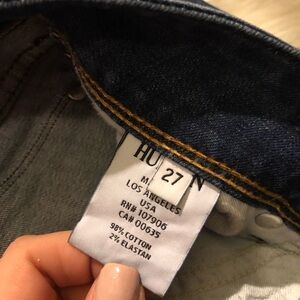 HU N
27
M
LOS ANGELES
USA
RN# 107906
CA# 00635
98% COTTON
2% ELASTAN